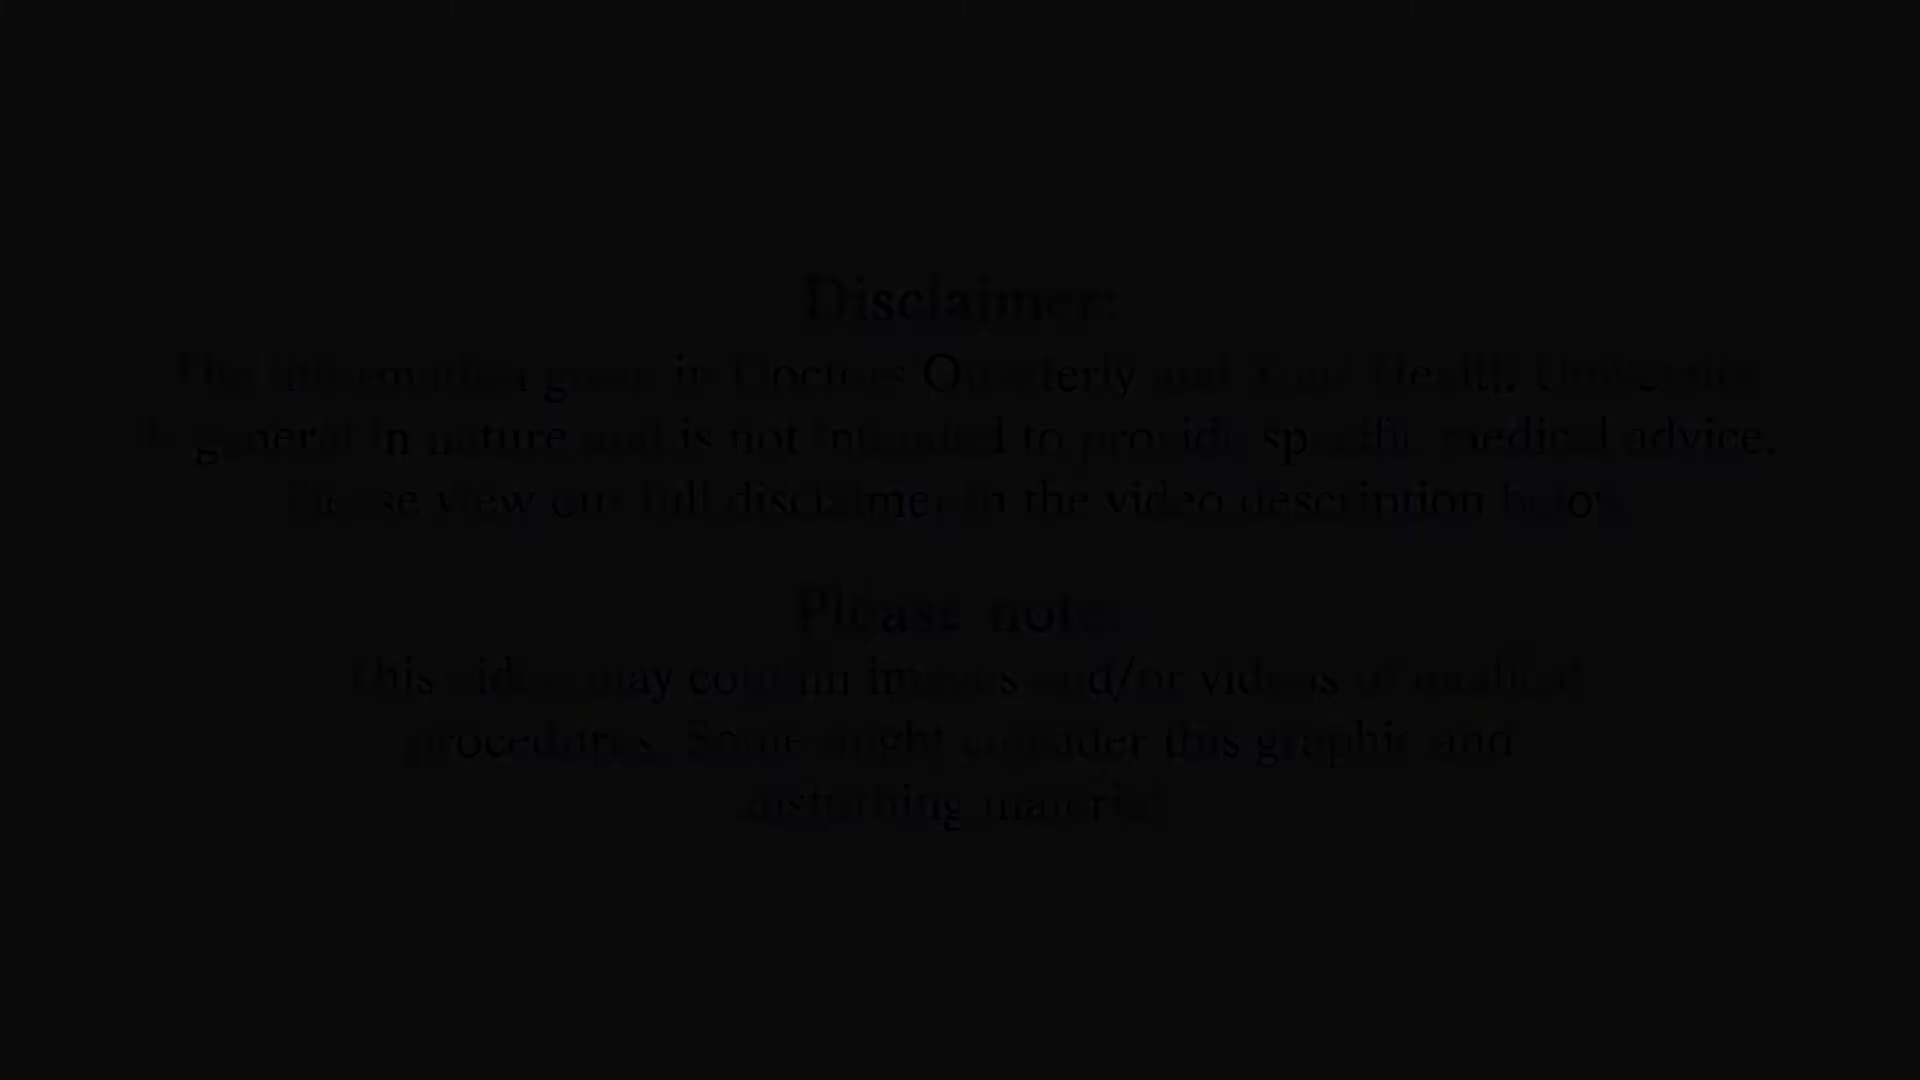 Disclaimer:
The information given in Doctors Quarterly and Your Health University
is general in nature and is not intended to provide specific medical advice.
Please view our full disclaimer in the video description below.
Please note:
This video may contain images and/or videos of medical
procedures. Some might consider this graphic and
disturbing material.